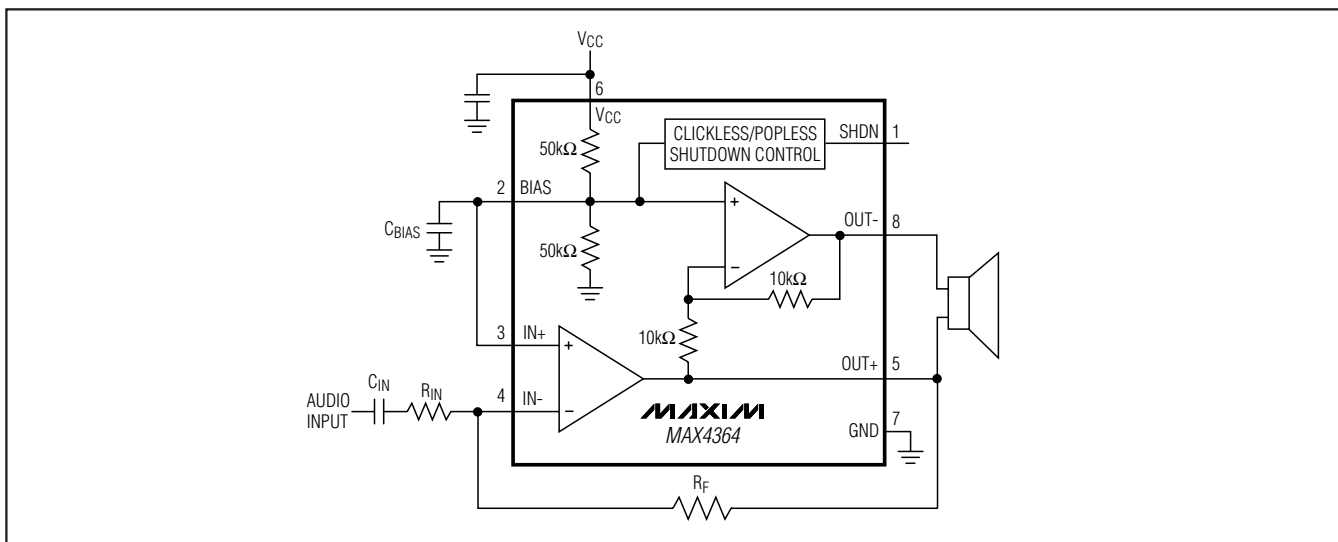 VCC
6
VCC
50kΩ
CLICKLESS/POPLESS
SHUTDOWN CONTROL
SHDN
1
2
BIAS
CBIAS
50kΩ
+
−
OUT-
8
10kΩ
10kΩ
3
IN+
+
OUT+
5
AUDIO
INPUT
CIN
RIN
4
IN-
−
MAXIM
MAX4364
GND
7
RF